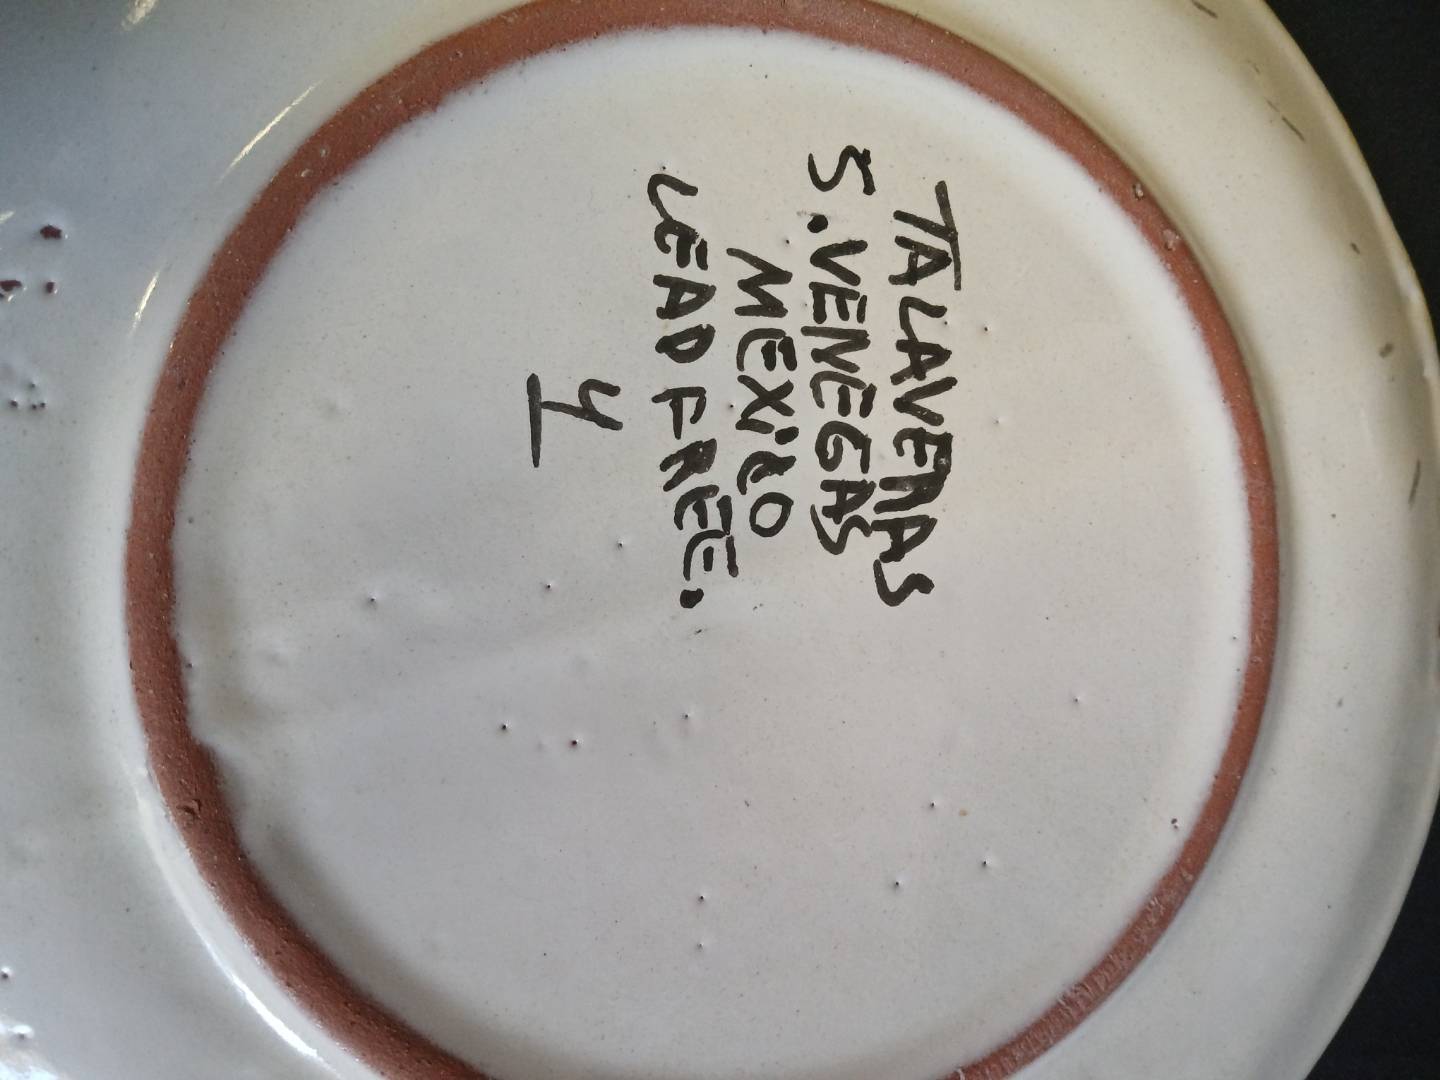 TALAVERAS
S. VENEGAS
MEXICO
LEAD FREE.
Y